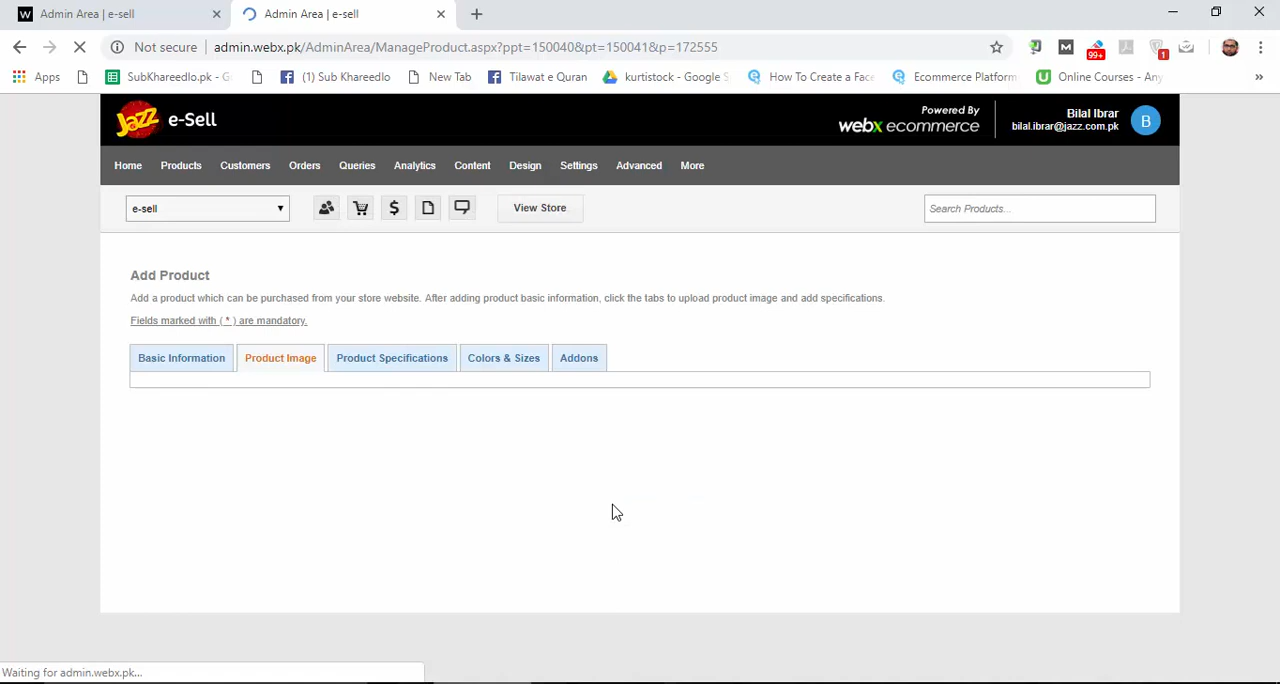 W Admin Area | e-sell
Admin Area | e-sell
Not secure admin.webx.pk/AdminArea/ManageProduct.aspx?ppt=150040&pt=150041&p=172555
M 99+ 1
Apps SubKhareedlo.pk - G (1) Sub Khareedlo New Tab Tilawat e Quran kurtistock - Google S How To Create a Face Ecommerce Platform Online Courses - Any »
Jazz e-Sell
Powered By
webx ecommerce
Bilal Ibrar
bilal.ibrar@jazz.com.pk
B
Home Products Customers Orders Queries Analytics Content Design Settings Advanced More
e-sell $ View Store Search Products...
Add Product
Add a product which can be purchased from your store website. After adding product basic information, click the tabs to upload product image and add specifications.
Fields marked with ( * ) are mandatory.
Basic Information Product Image Product Specifications Colors & Sizes Addons
Waiting for admin.webx.pk...